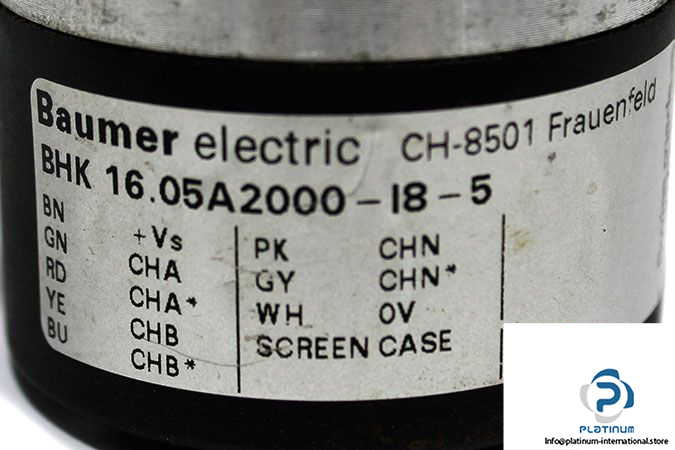 Baumer electric CH-8501 Frauenfeld
BHK 16.05A2000-I8-5
BN +Vs
GN CHA
RD CHA*
YE CHB
BU CHB*
PK CHN
GY CHN*
WH 0V
SCREEN CASE
PLATINUM
Info@platinum-international.store